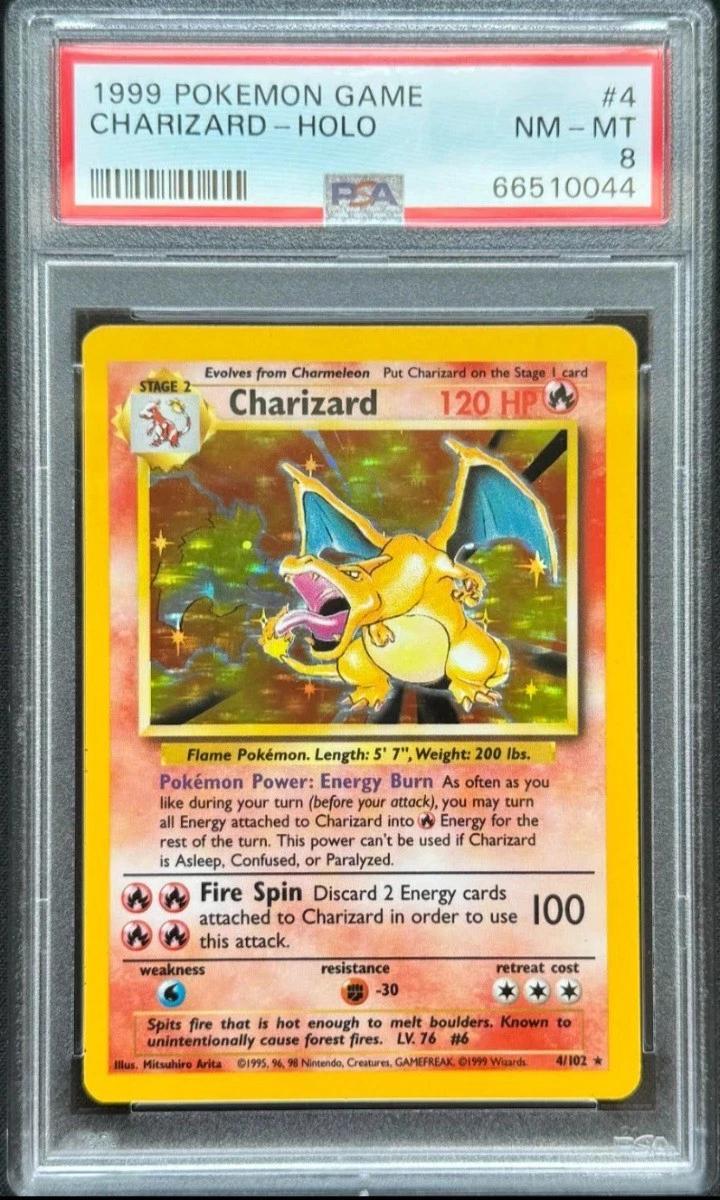 1999 POKEMON GAME #4
CHARIZARD – HOLO NM – MT
8
PSA 66510044
Evolves from Charmeleon Put Charizard on the Stage 1 card
STAGE 2
Charizard 120 HP
Flame Pokémon. Length: 5' 7", Weight: 200 lbs.
Pokémon Power: Energy Burn As often as you
like during your turn (before your attack), you may turn
all Energy attached to Charizard into Energy for the
rest of the turn. This power can't be used if Charizard
is Asleep, Confused, or Paralyzed.
Fire Spin Discard 2 Energy cards
attached to Charizard in order to use 100
this attack.
weakness resistance retreat cost
-30
Spits fire that is hot enough to melt boulders. Known to
unintentionally cause forest fires. LV. 76 #6
Illus. Mitsuhiro Arita ©1995, 96, 98 Nintendo, Creatures, GAMEFREAK. ©1999 Wizards. 4/102 ★
PSA